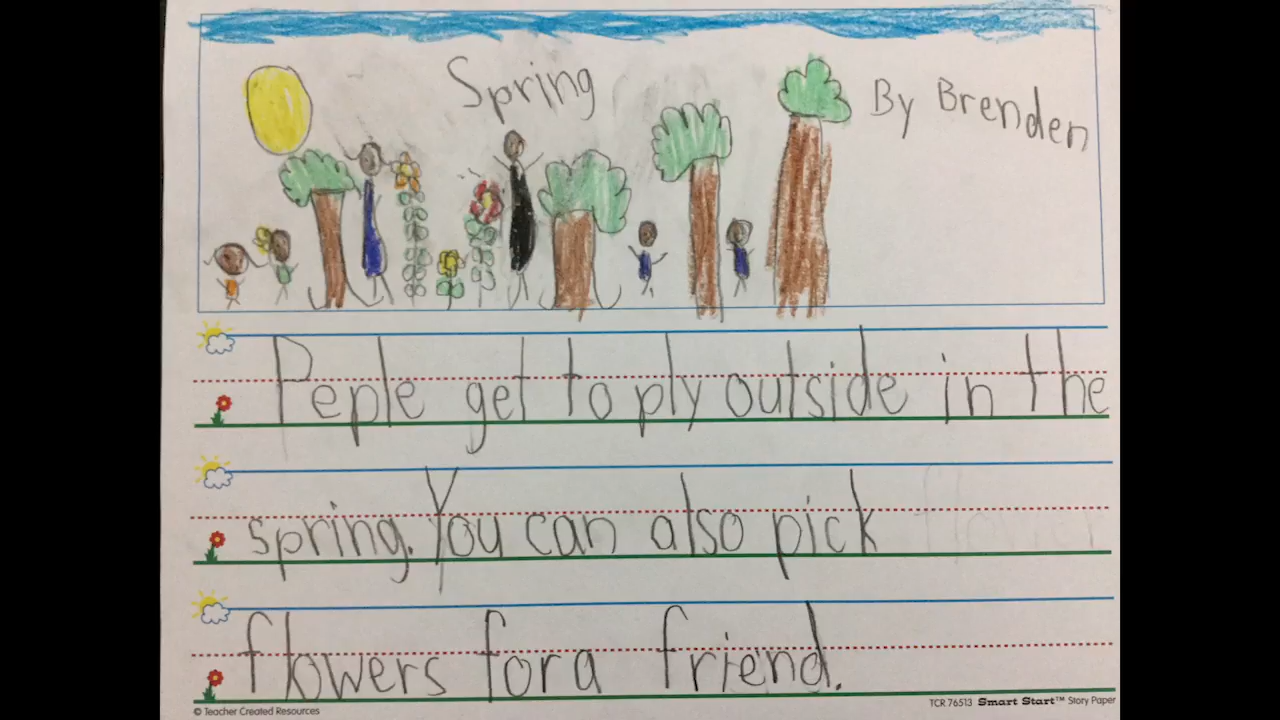 Spring
By Brenden
Peple get to ply outside in the
spring. You can also pick
flowers for a friend.
© Teacher Created Resources
TCR 76513 Smart Start™ Story Paper